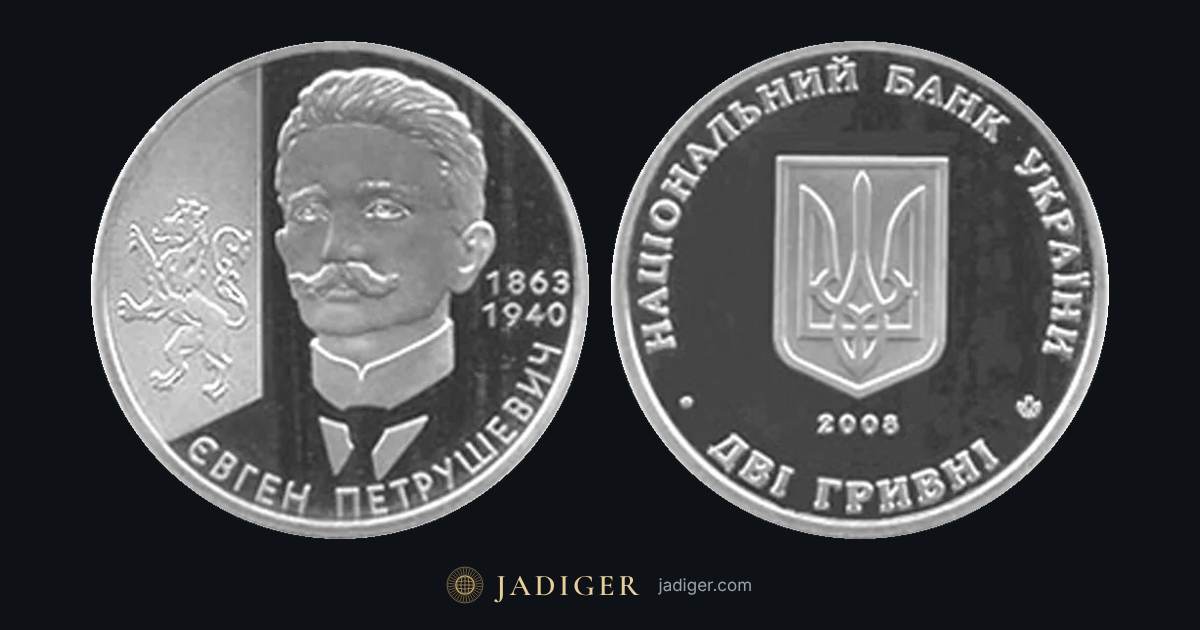 1863
1940
ЄВГЕН ПЕТРУШЕВИЧ
НАЦІОНАЛЬНИЙ БАНК УКРАЇНИ
2008
ДВІ ГРИВНІ
JADIGER jadiger.com